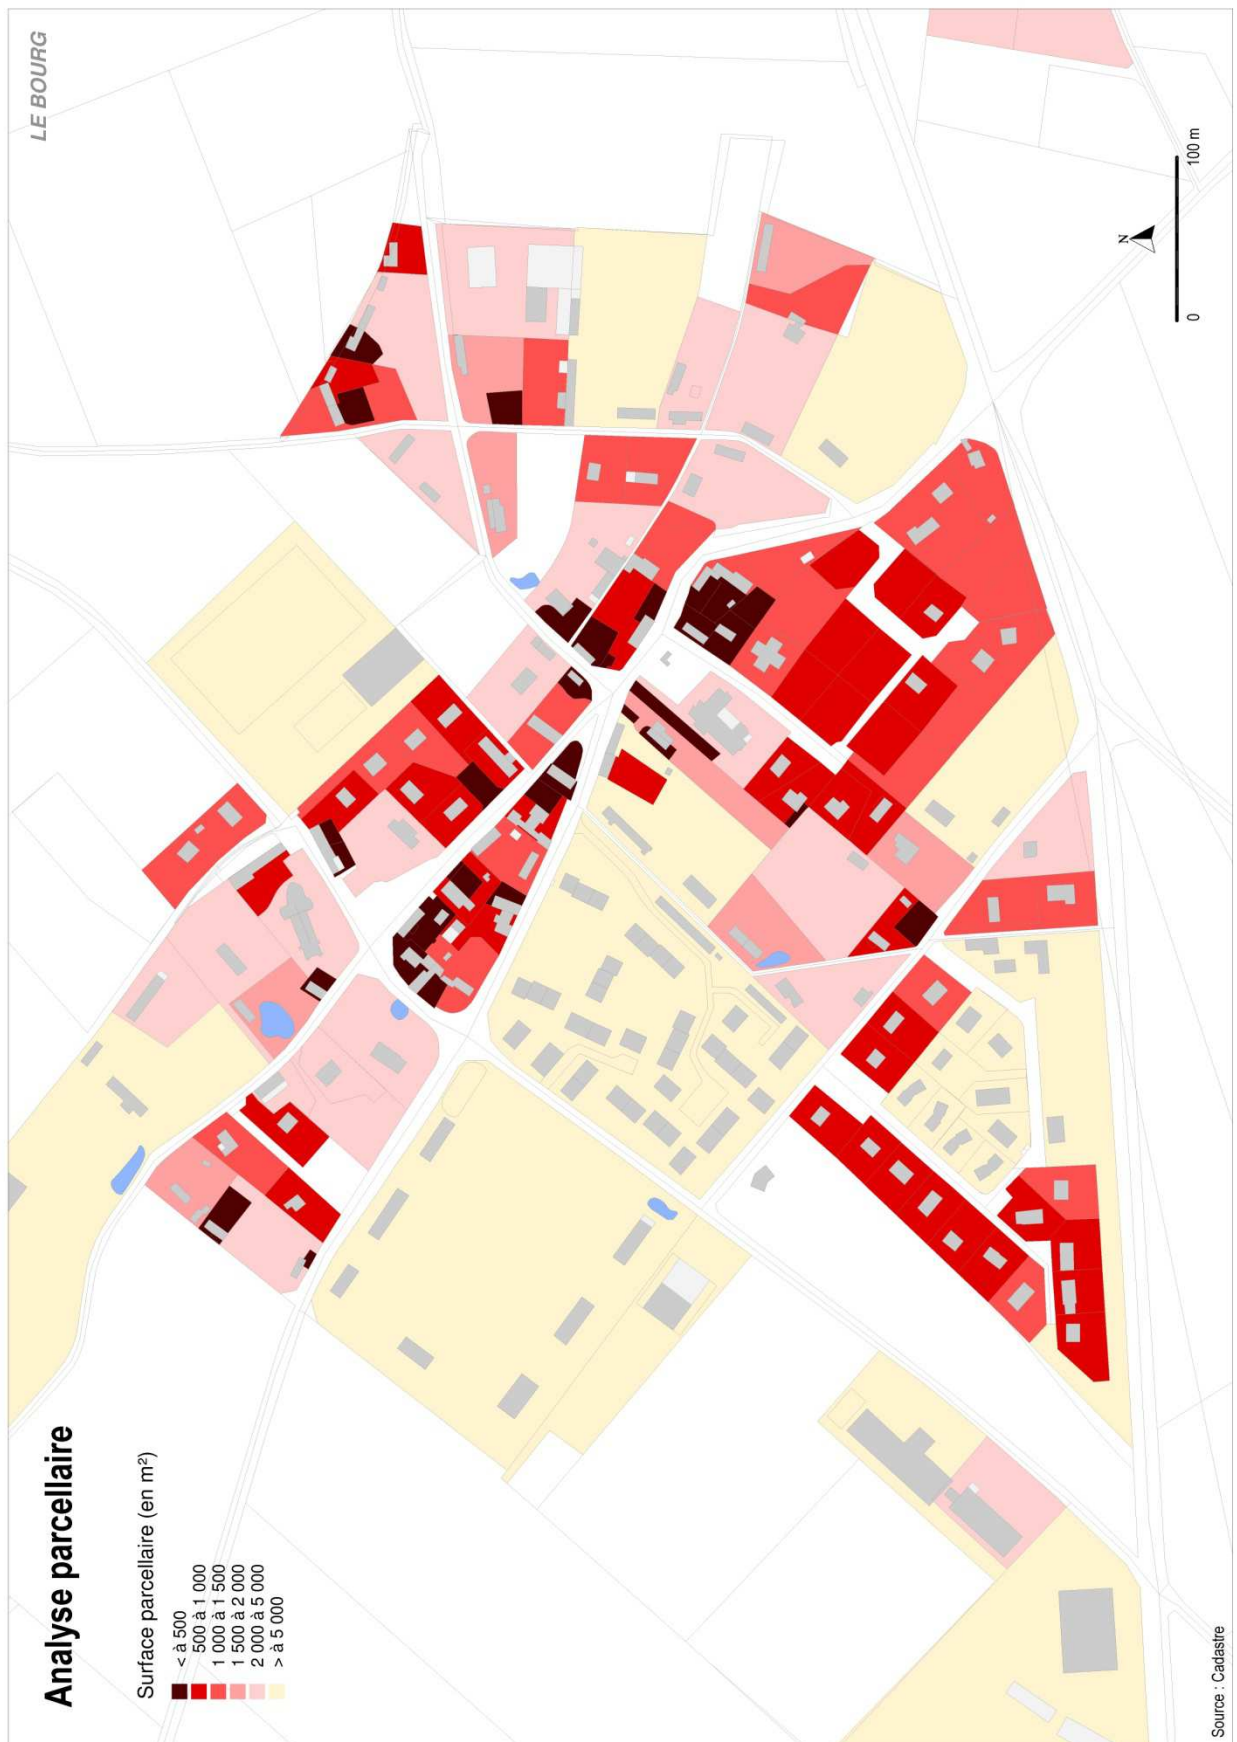 Analyse parcellaire
LE BOURG
Surface parcellaire (en m²)
< à 500
500 à 1 000
1 000 à 1 500
1 500 à 2 000
2 000 à 5 000
> à 5 000
N
0
100 m
Source : Cadastre